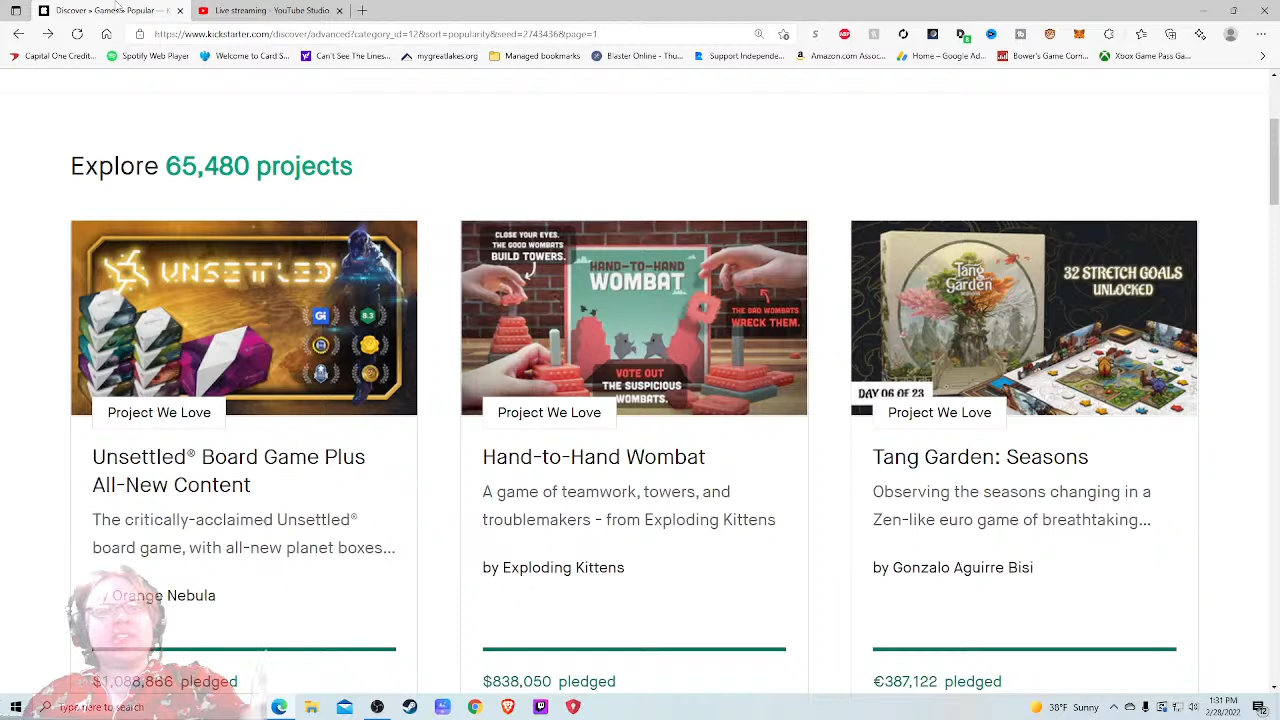 Discover » Games » Popular — K
Live streaming - YouTube Studio
https://www.kickstarter.com/discover/advanced?category_id=12&sort=popularity&seed=2743436&page=1
Capital One Credit...
Spotify Web Player
Welcome to Cam G...
Can't See The Lines...
mygreatlakes.org
Managed bookmarks
Blaster Online - Thu...
Support Independe...
Amazon.com Assoc...
Home - Google Ad...
Bower's Game Corn...
Xbox Game Pass Ga...
Explore 65,480 projects
UNSETTLED
8.3
Project We Love
Unsettled® Board Game Plus
All-New Content
The critically-acclaimed Unsettled®
board game, with all-new planet boxes...
Orange Nebula
$1,088,866 pledged
CLOSE YOUR EYES.
THE GOOD WOMBATS
BUILD TOWERS.
HAND-TO-HAND
WOMBAT
THE BAD WOMBATS
WRECK THEM.
VOTE OUT
THE SUSPICIOUS
WOMBATS.
Project We Love
Hand-to-Hand Wombat
A game of teamwork, towers, and
troublemakers - from Exploding Kittens
by Exploding Kittens
$838,050 pledged
Tang
Garden
32 STRETCH GOALS
UNLOCKED
DAY 06 OF 23
Project We Love
Tang Garden: Seasons
Observing the seasons changing in a
Zen-like euro game of breathtaking...
by Gonzalo Aguirre Bisi
€387,122 pledged
Type here to search
38°F Sunny
1:31 PM
2/28/2022